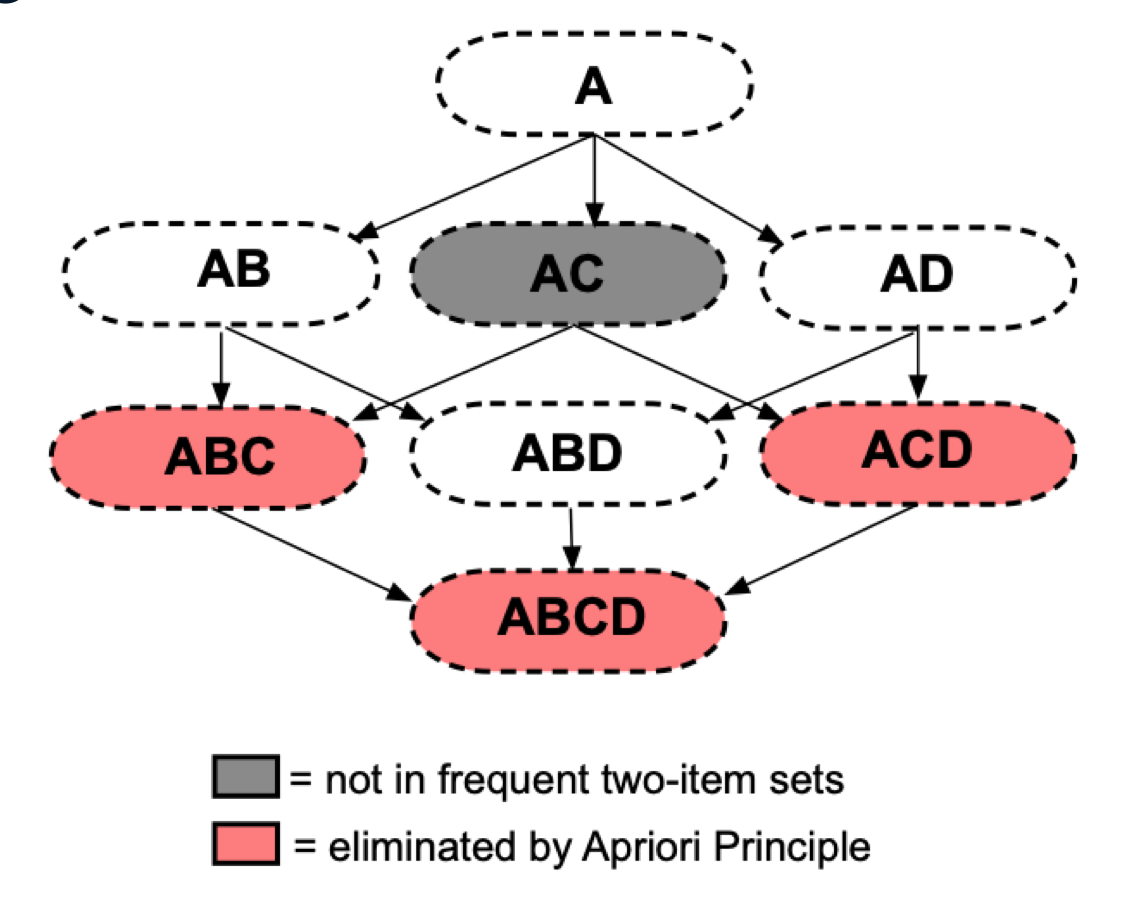 A
AB
AC
AD
ABC
ABD
ACD
ABCD
= not in frequent two-item sets
= eliminated by Apriori Principle